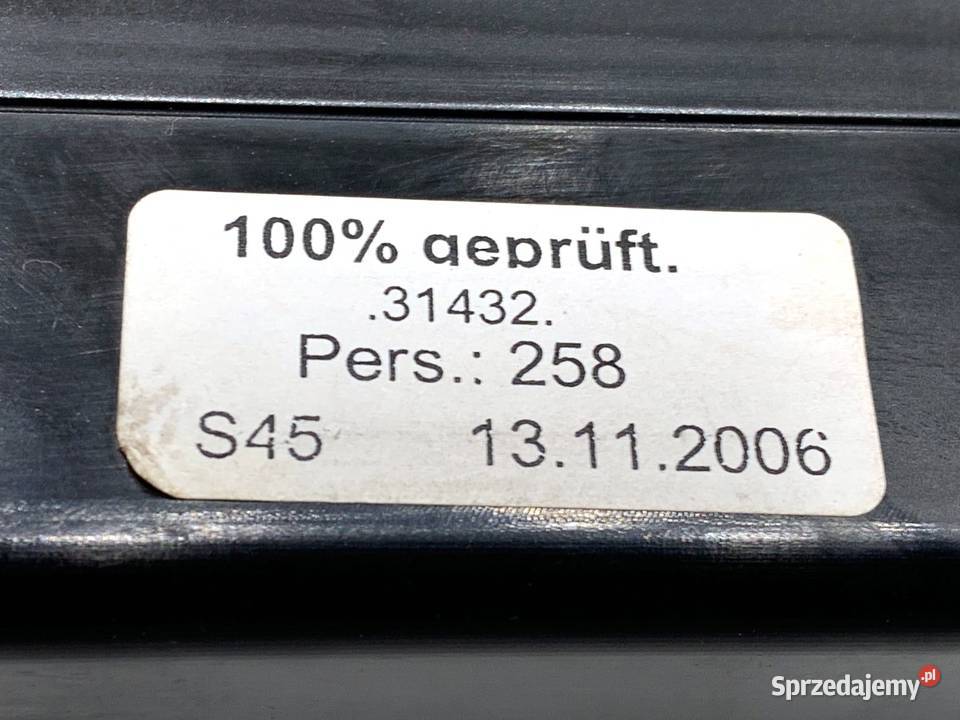 100% geprüft.
.31432.
Pers.: 258
S45 13.11.2006
Sprzedajemy.pl